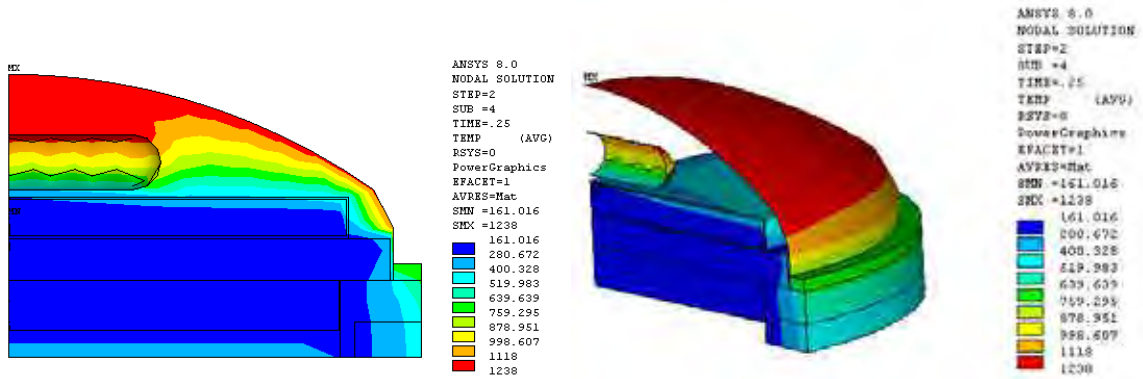 MX
ANSYS 8.0
NODAL SOLUTION
STEP=2
SUB =4
TIME=.25
TEMP (AVG)
RSYS=0
PowerGraphics
EFACET=1
AVRES=Mat
SMN =161.016
SMX =1238
161.016
280.672
400.328
519.983
639.639
759.295
878.951
998.607
1118
1238
MX
ANSYS 8.0
NODAL SOLUTION
STEP=2
SUB =4
TIME=.25
TEMP (AVG)
RSYS=0
PowerGraphics
EFACET=1
AVRES=Mat
SMN =161.016
SMX =1238
161.016
280.672
400.328
519.983
639.639
759.295
878.951
998.607
1118
1238